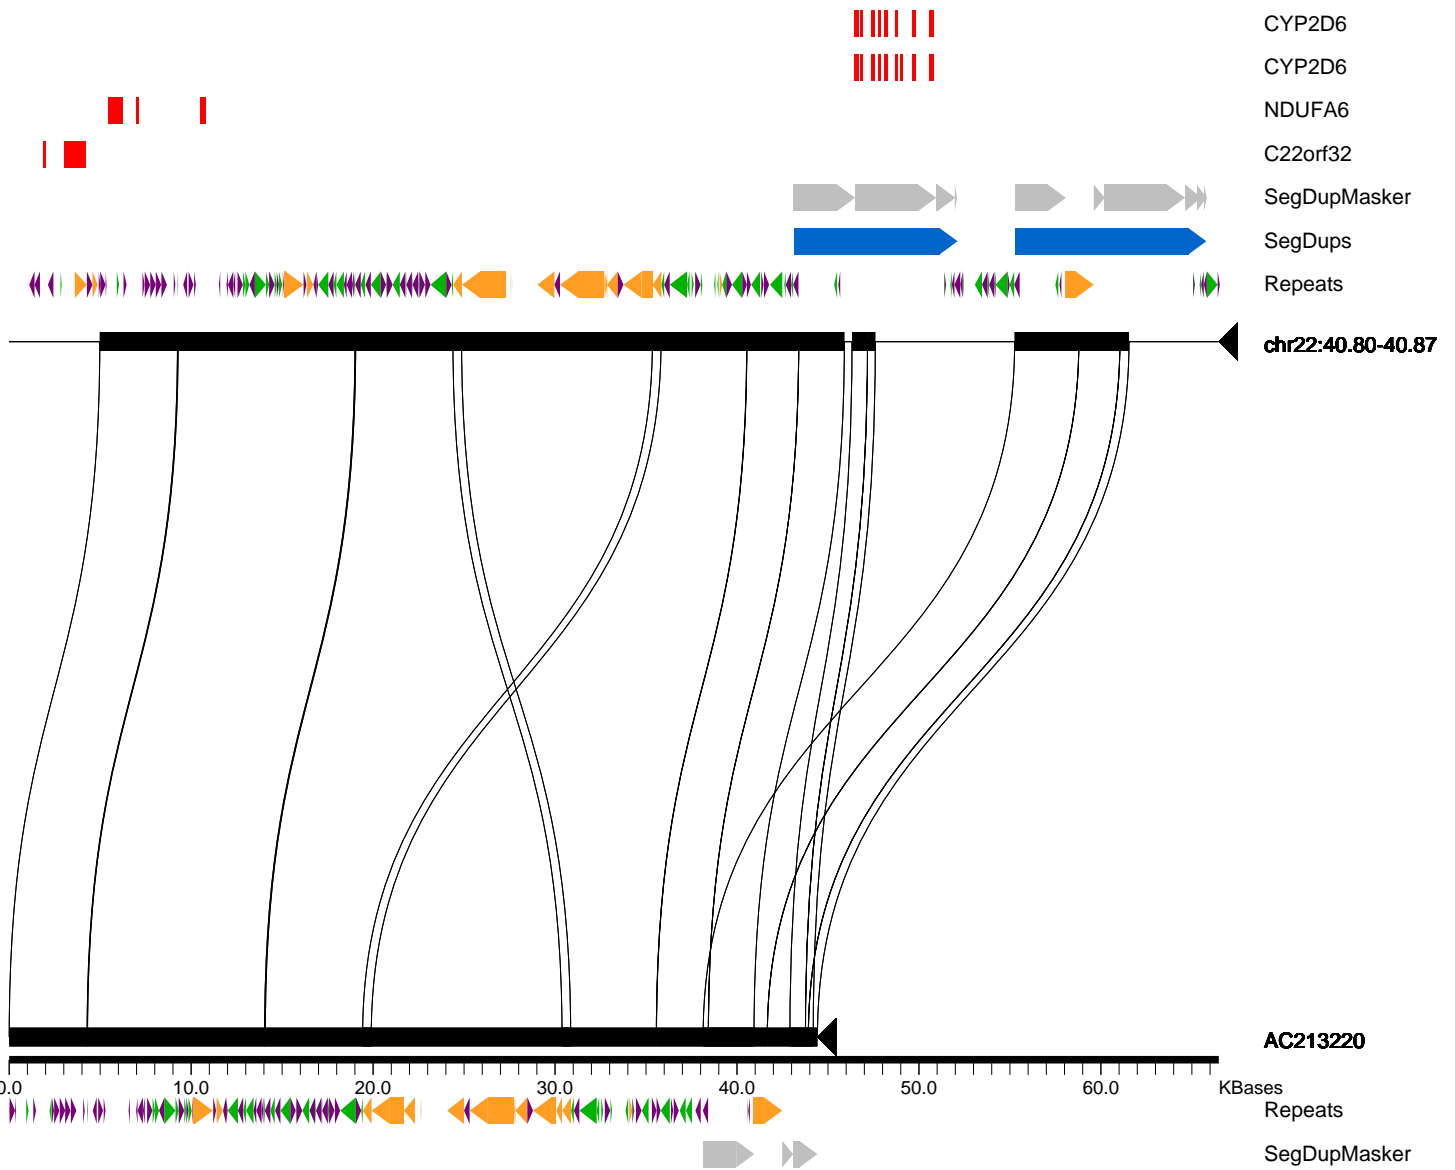 CYP2D6
CYP2D6
NDUFA6
C22orf32
SegDupMasker
SegDups
Repeats
chr22:40.80-40.87
AC213220
0.0 10.0 20.0 30.0 40.0 50.0 60.0 KBases
Repeats
SegDupMasker